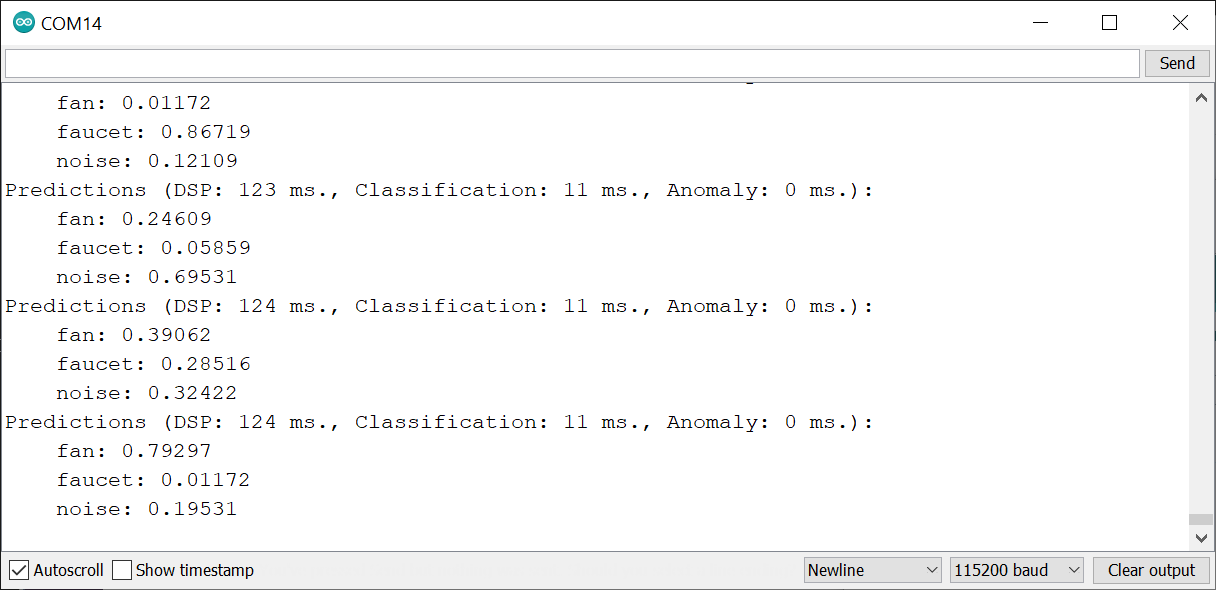 COM14
Send
fan: 0.01172
faucet: 0.86719
noise: 0.12109
Predictions (DSP: 123 ms., Classification: 11 ms., Anomaly: 0 ms.):
fan: 0.24609
faucet: 0.05859
noise: 0.69531
Predictions (DSP: 124 ms., Classification: 11 ms., Anomaly: 0 ms.):
fan: 0.39062
faucet: 0.28516
noise: 0.32422
Predictions (DSP: 124 ms., Classification: 11 ms., Anomaly: 0 ms.):
fan: 0.79297
faucet: 0.01172
noise: 0.19531
Autoscroll Show timestamp Newline 115200 baud Clear output